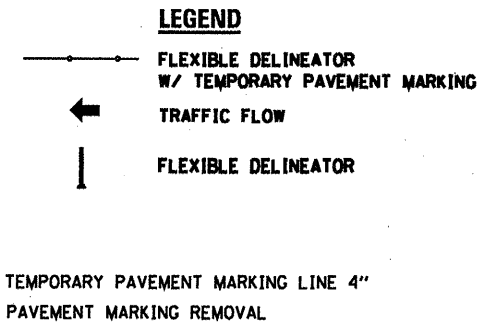 LEGEND
FLEXIBLE DELINEATOR
W/ TEMPORARY PAVEMENT MARKING
TRAFFIC FLOW
FLEXIBLE DELINEATOR
TEMPORARY PAVEMENT MARKING LINE 4"
PAVEMENT MARKING REMOVAL